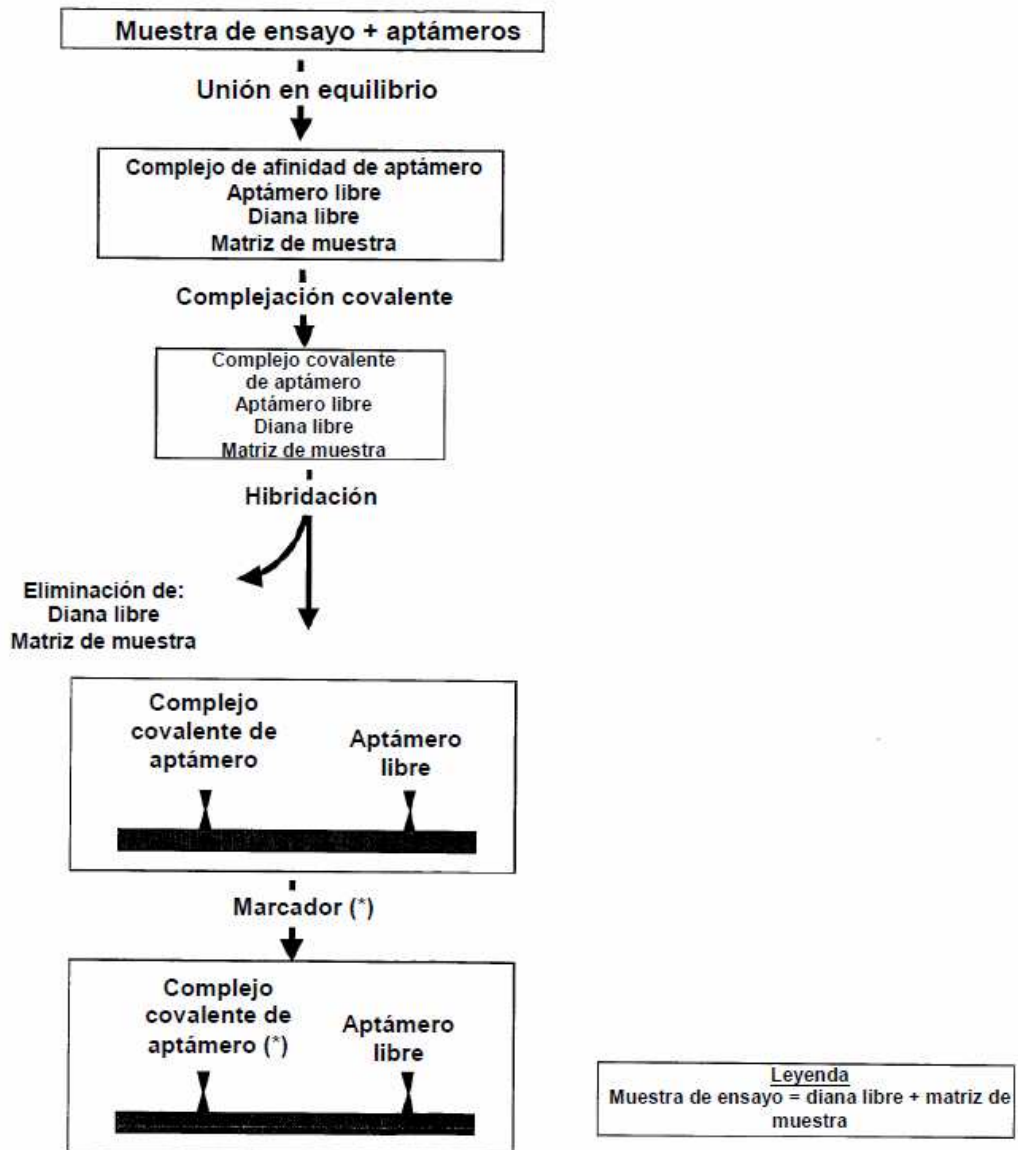 Muestra de ensayo + aptámeros
Unión en equilibrio
Complejo de afinidad de aptámero
Aptámero libre
Diana libre
Matriz de muestra
Complejación covalente
Complejo covalente
de aptámero
Aptámero libre
Diana libre
Matriz de muestra
Hibridación
Eliminación de:
Diana libre
Matriz de muestra
Complejo
covalente de
aptámero
Aptámero
libre
Marcador (*)
Complejo
covalente de
aptámero (*)
Aptámero
libre
Leyenda
Muestra de ensayo = diana libre + matriz de
muestra